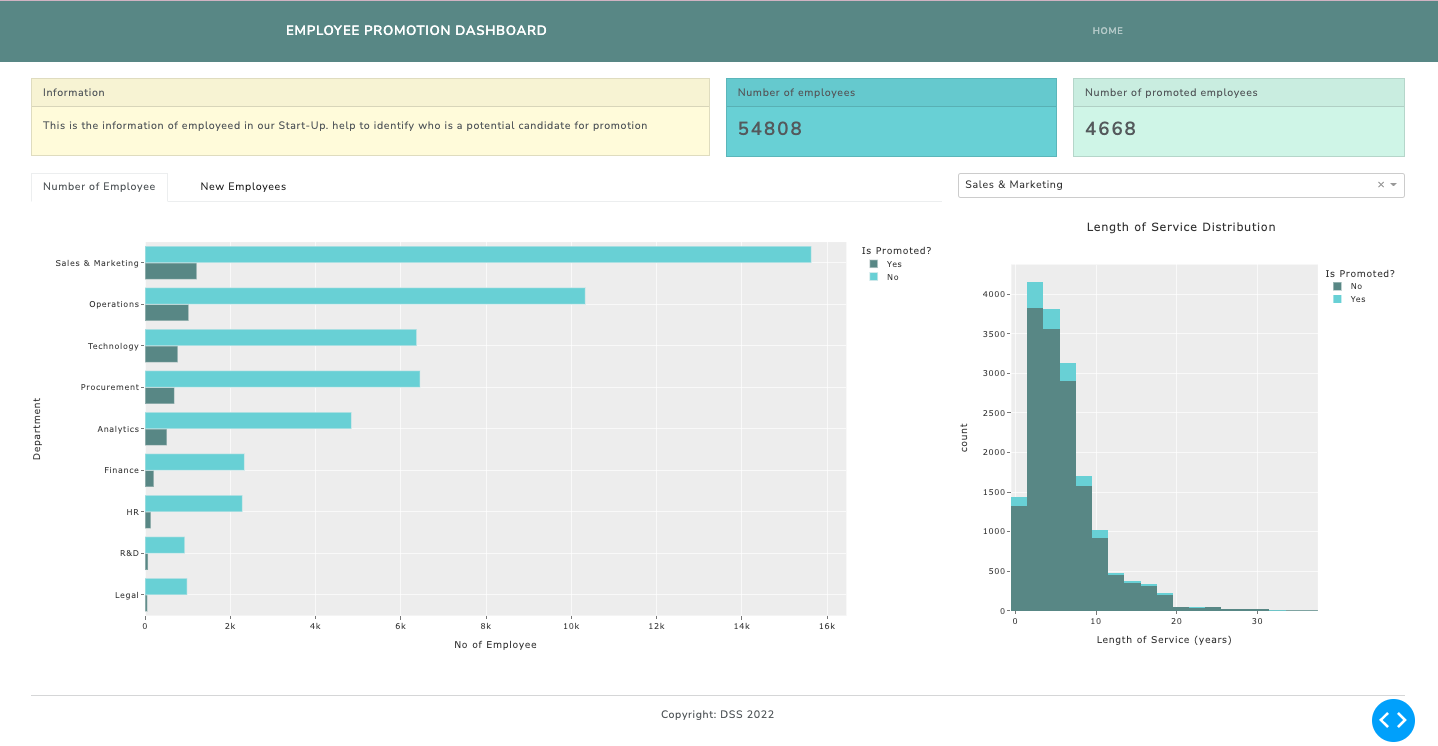 EMPLOYEE PROMOTION DASHBOARD
HOME
Information
This is the information of employeed in our Start-Up. help to identify who is a potential candidate for promotion
Number of employees
54808
Number of promoted employees
4668
Number of Employee
New Employees
Sales & Marketing
×
Is Promoted?
Yes
No
Department
Sales & Marketing
Operations
Technology
Procurement
Analytics
Finance
HR
R&D
Legal
0 2k 4k 6k 8k 10k 12k 14k 16k
No of Employee
Length of Service Distribution
Is Promoted?
No
Yes
count
4000
3500
3000
2500
2000
1500
1000
500
0
0 10 20 30
Length of Service (years)
Copyright: DSS 2022